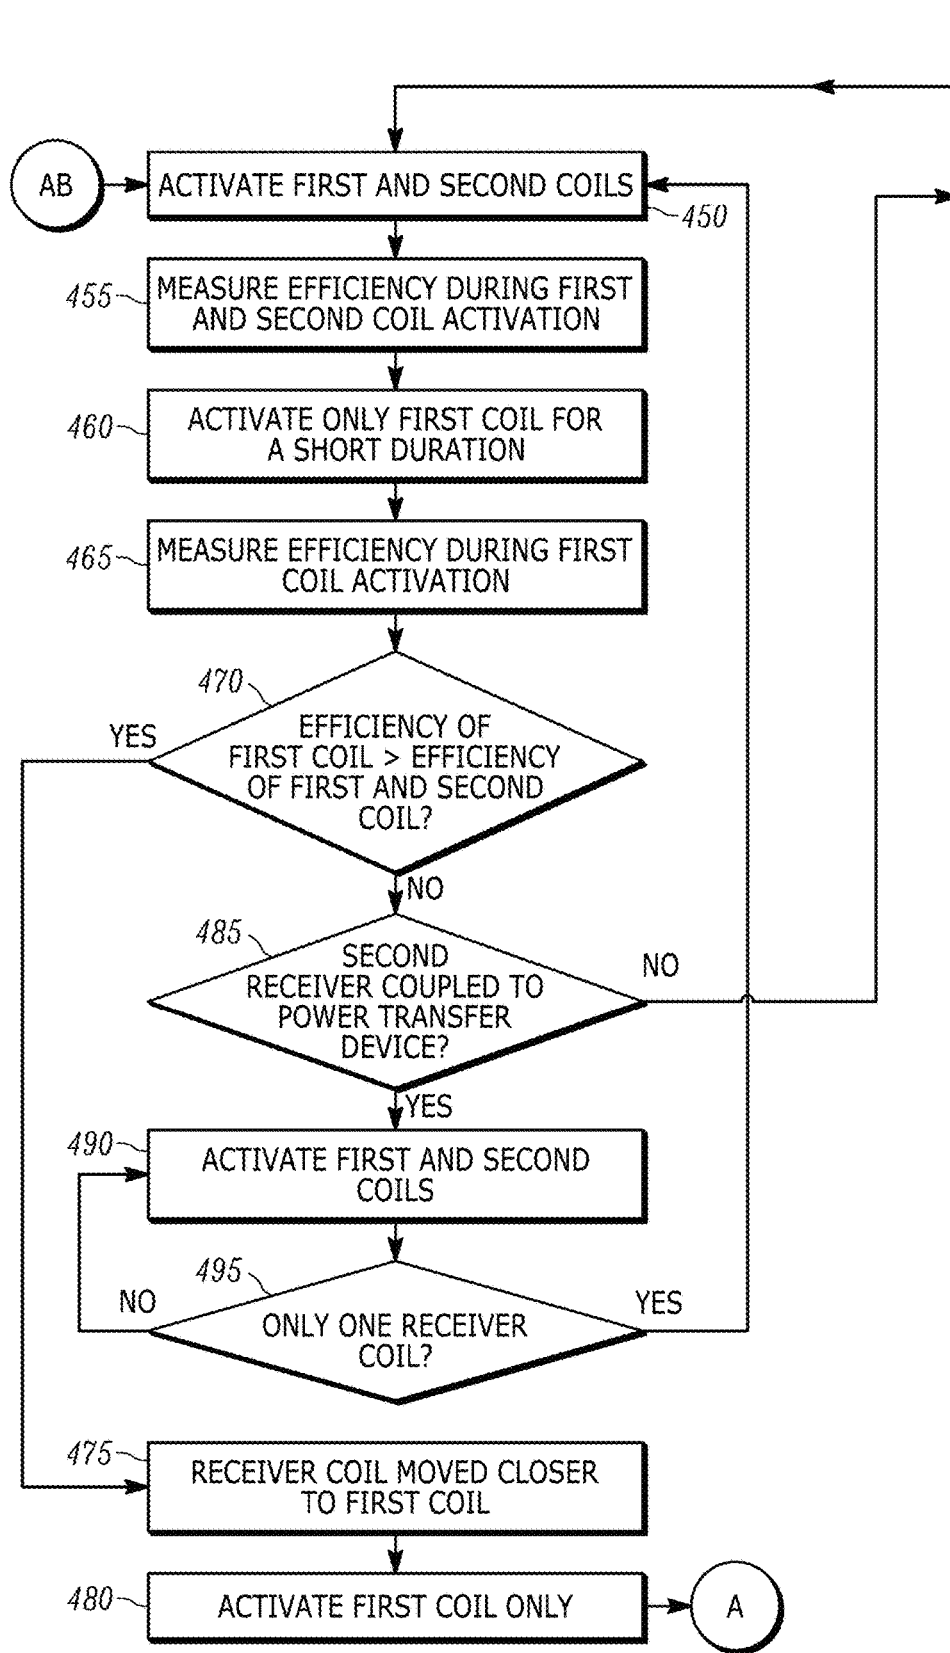 AB
ACTIVATE FIRST AND SECOND COILS
450
455
MEASURE EFFICIENCY DURING FIRST
AND SECOND COIL ACTIVATION
460
ACTIVATE ONLY FIRST COIL FOR
A SHORT DURATION
465
MEASURE EFFICIENCY DURING FIRST
COIL ACTIVATION
470
YES
EFFICIENCY OF
FIRST COIL > EFFICIENCY
OF FIRST AND SECOND
COIL?
NO
485
SECOND
RECEIVER COUPLED TO
POWER TRANSFER
DEVICE?
NO
YES
490
ACTIVATE FIRST AND SECOND
COILS
495
NO
ONLY ONE RECEIVER
COIL?
YES
475
RECEIVER COIL MOVED CLOSER
TO FIRST COIL
480
ACTIVATE FIRST COIL ONLY
A